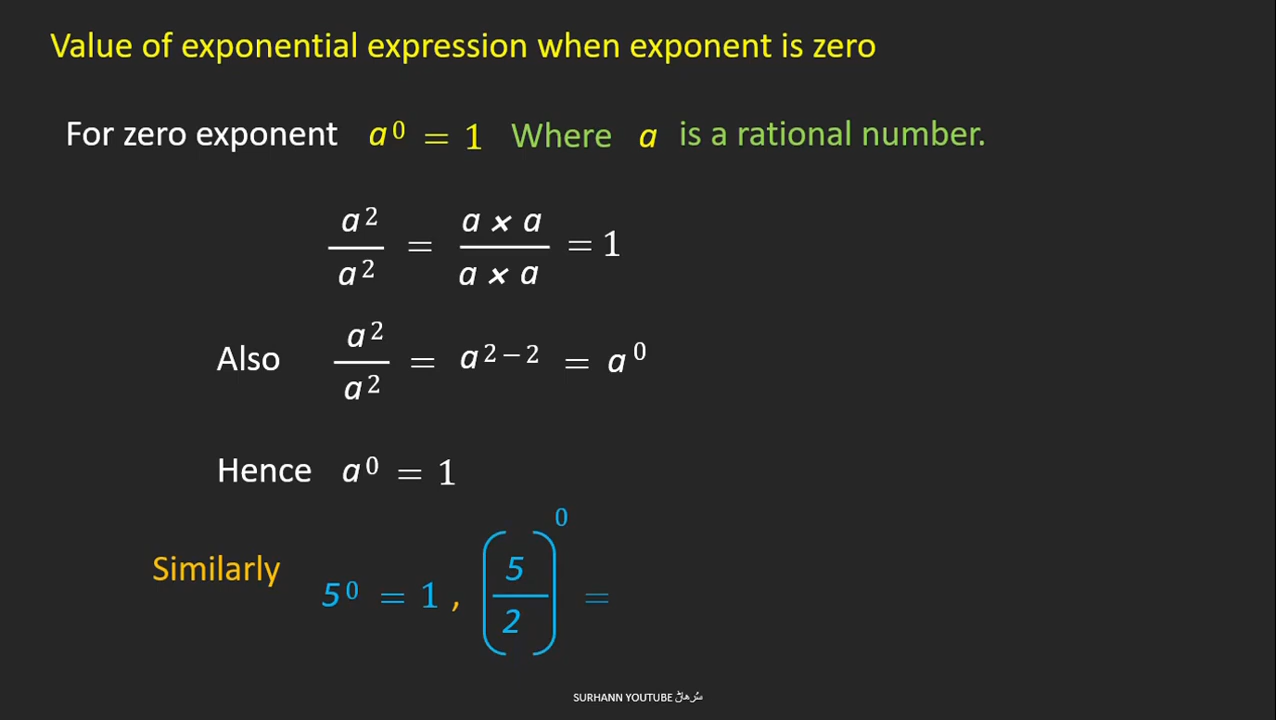 Value of exponential expression when exponent is zero
For zero exponent a⁰ = 1 Where a is a rational number.
a²/a² = (a × a)/(a × a) = 1
Also a²/a² = a²⁻² = a⁰
Hence a⁰ = 1
Similarly 5⁰ = 1 , (5/2)⁰ =
SURHANN YOUTUBE سُرهاڻ